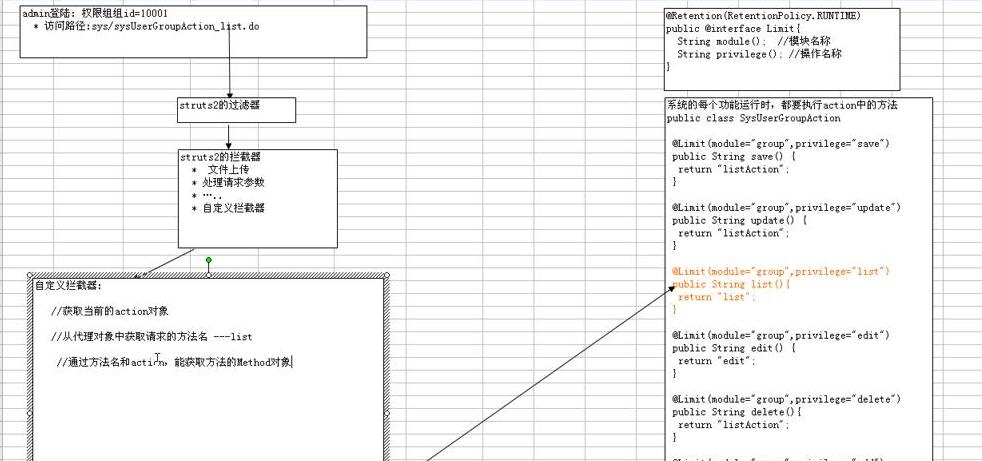 admin登陆: 权限组组id=10001
* 访问路径:sys/sysUserGroupAction_list.do
struts2的过滤器
struts2的拦截器
* 文件上传
* 处理请求参数
* …..
* 自定义拦截器
自定义拦截器:
//获取当前的action对象
//从代理对象中获取请求的方法名 ---list
//通过方法名和action，能获取方法的Method对象
@Retention(RetentionPolicy.RUNTIME)
public @interface Limit{
String module(); //模块名称
String privilege(); //操作名称
}
系统的每个功能运行时，都要执行action中的方法
public class SysUserGroupAction
@Limit(module="group",privilege="save")
public String save() {
return "listAction";
}
@Limit(module="group",privilege="update")
public String update() {
return "listAction";
}
@Limit(module="group",privilege="list")
public String list(){
return "list";
}
@Limit(module="group",privilege="edit")
public String edit() {
return "edit";
}
@Limit(module="group",privilege="delete")
public String delete(){
return "listAction";
}